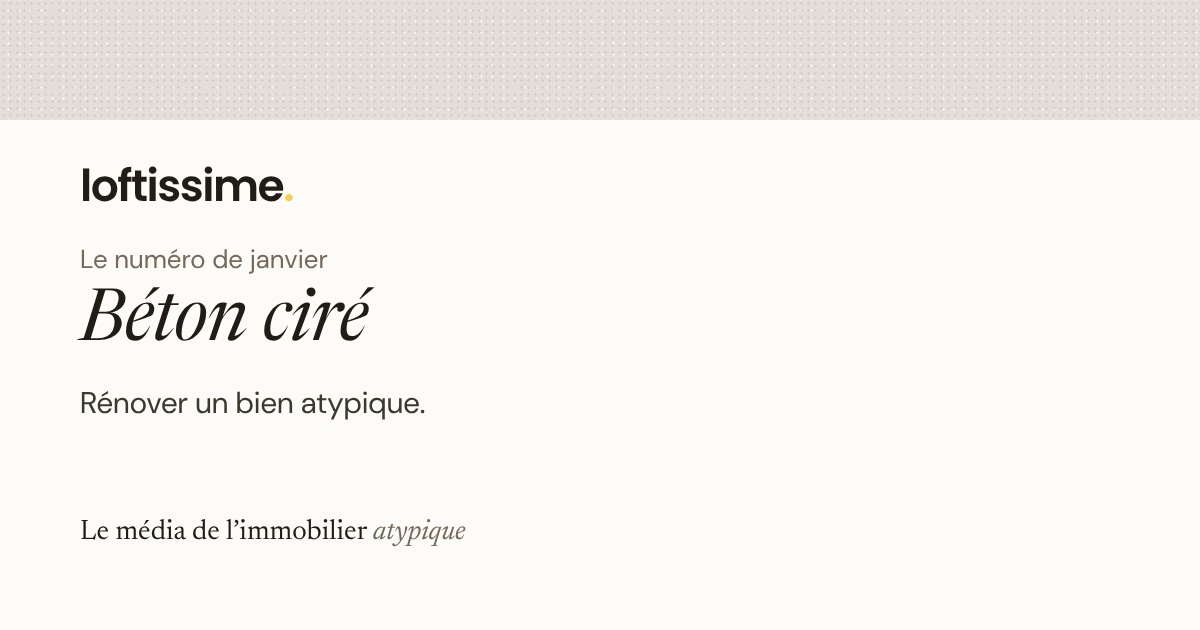 loftissime.
Le numéro de janvier
Béton ciré
Rénover un bien atypique.
Le média de l’immobilier atypique